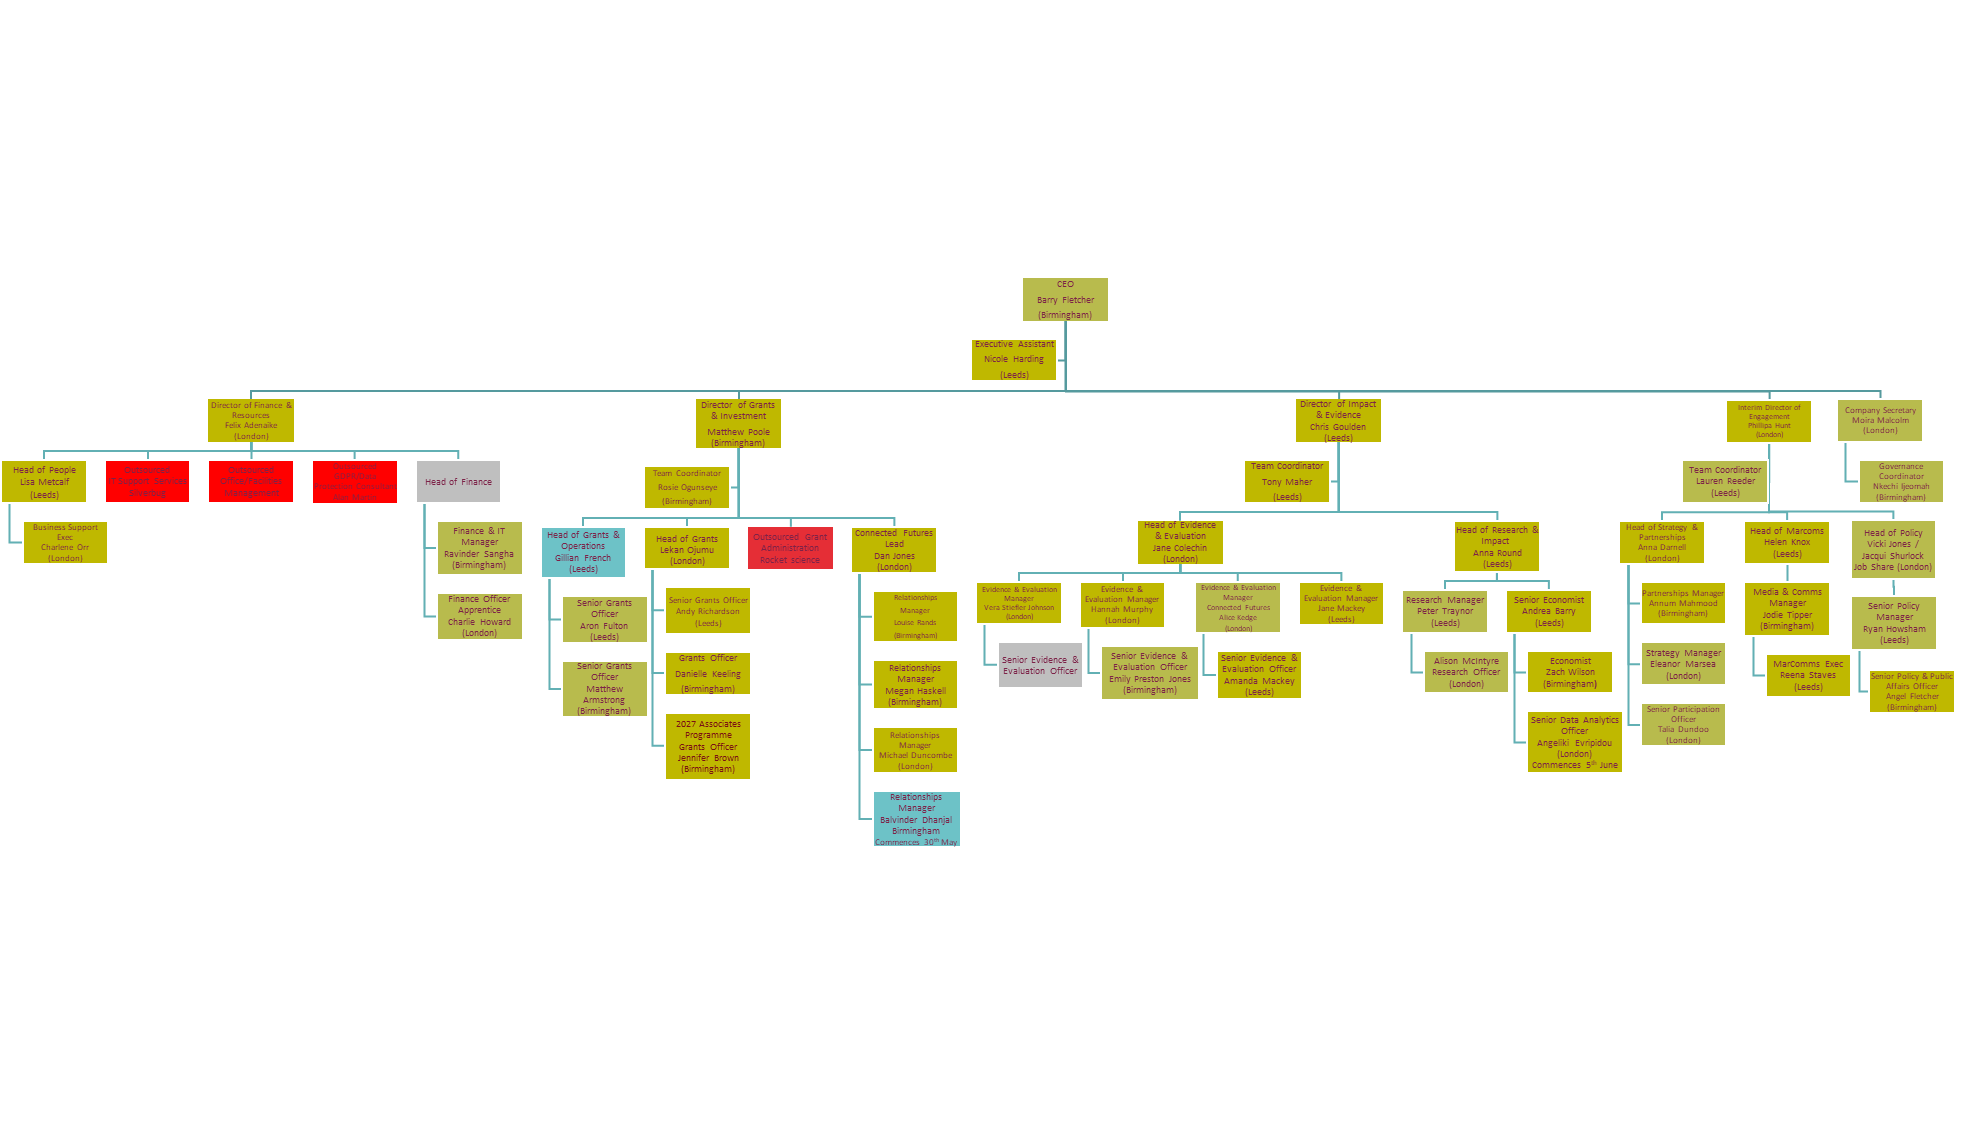 CEO
Barry Fletcher
(Birmingham)
Executive Assistant
Nicole Harding
(Leeds)
Director of Finance &
Resources
Felix Adenaike
(London)
Director of Grants
& Investment
Matthew Poole
(Birmingham)
Director of Impact
& Evidence
Chris Goulden
(Leeds)
Interim Director of
Engagement
Phillipa Hunt
(London)
Company Secretary
Moira Malcolm
(London)
Head of People
Lisa Metcalf
(Leeds)
Outsourced
Outsourced
Head of Finance
Team Coordinator
Rosie Ogunseye
(Birmingham)
Team Coordinator
Tony Maher
(Leeds)
Team Coordinator
Lauren Reeder
(Leeds)
Governance
Coordinator
Nkechi Ijeomah
(Birmingham)
Business Support
Exec
Charlene Orr
(London)
Finance & IT
Manager
Ravinder Sangha
(Birmingham)
Finance Officer
Apprentice
Charlie Howard
(London)
Head of Grants &
Operations
Gillian French
(Leeds)
Head of Grants
Lekan Ojumu
(London)
Outsourced Grant
Administration
Rocket science
Connected Futures
Lead
Dan Jones
(London)
Senior Grants
Officer
Aron Fulton
(Leeds)
Senior Grants
Officer
Matthew
Armstrong
(Birmingham)
Senior Grants Officer
Andy Richardson
(Leeds)
Grants Officer
Danielle Keeling
(Birmingham)
2027 Associates
Programme
Grants Officer
Jennifer Brown
(Birmingham)
Relationships
Manager
Louise Rands
(Birmingham)
Relationships
Manager
Megan Haskell
(Birmingham)
Relationships
Manager
Michael Duncombe
(London)
Relationships
Manager
Balvinder Dhanjal
Birmingham
Commences 30th May
Head of Evidence
& Evaluation
Jane Colechin
(London)
Head of Research &
Impact
Anna Round
(Leeds)
Evidence & Evaluation
Manager
Vera Stiefler Johnson
(London)
Evidence &
Evaluation Manager
Hannah Murphy
(London)
Evidence & Evaluation
Manager
Connected Futures
Alice Kedge
(London)
Evidence &
Evaluation Manager
Jane Mackey
(Leeds)
Senior Evidence &
Evaluation Officer
Senior Evidence &
Evaluation Officer
Emily Preston Jones
(Birmingham)
Senior Evidence &
Evaluation Officer
Amanda Mackey
(Leeds)
Research Manager
Peter Traynor
(Leeds)
Senior Economist
Andrea Barry
(Leeds)
Alison McIntyre
Research Officer
(London)
Economist
Zach Wilson
(Birmingham)
Senior Data Analytics
Officer
Angeliki Evripidou
(London)
Commences 5th June
Head of Strategy &
Partnerships
Anna Darnell
(London)
Head of Marcoms
Helen Knox
(Leeds)
Head of Policy
Vicki Jones /
Jacqui Shurlock
Job Share (London)
Partnerships Manager
Annum Mahmood
(Birmingham)
Strategy Manager
Eleanor Marsea
(London)
Senior Participation
Officer
Talia Dundoo
(London)
Media & Comms
Manager
Jodie Tipper
(Birmingham)
MarComms Exec
Reena Staves
(Leeds)
Senior Policy
Manager
Ryan Howsham
(Leeds)
Senior Policy & Public
Affairs Officer
Angel Fletcher
(Birmingham)